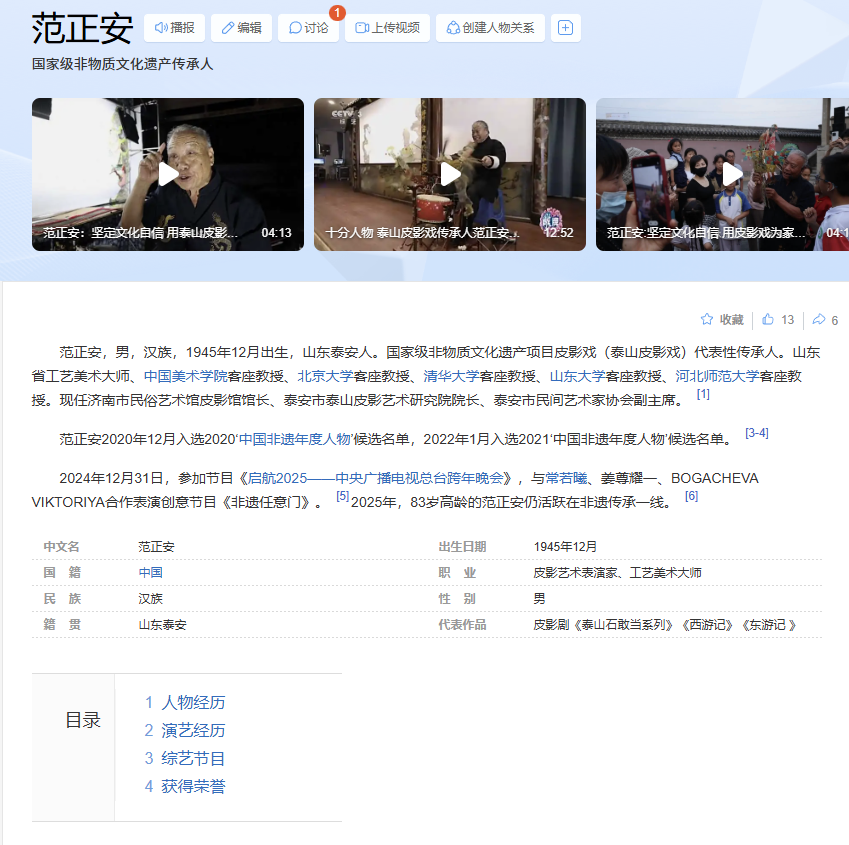 范正安
播报
编辑
讨论
1
上传视频
创建人物关系
国家级非物质文化遗产传承人
CCTV
范正安：坚定文化自信 用泰山皮影...
04:13
十分人物 泰山皮影戏传承人范正安...
12:52
范正安:坚定文化自信 用皮影戏为家...
04:1
收藏
13
6
范正安，男，汉族，1945年12月出生，山东泰安人。国家级非物质文化遗产项目皮影戏（泰山皮影戏）代表性传承人。山东
省工艺美术大师、中国美术学院客座教授、北京大学客座教授、清华大学客座教授、山东大学客座教授、河北师范大学客座教
授。现任济南市民俗艺术馆皮影馆馆长、泰安市泰山皮影艺术研究院院长、泰安市民间艺术家协会副主席。 [1]
范正安2020年12月入选2020‘中国非遗年度人物’候选名单，2022年1月入选2021‘中国非遗年度人物’候选名单。 [3-4]
2024年12月31日，参加节目《启航2025——中央广播电视总台跨年晚会》，与常若曦、姜尊耀一、BOGACHEVA
VIKTORIYA合作表演创意节目《非遗任意门》。 [5] 2025年，83岁高龄的范正安仍活跃在非遗传承一线。 [6]
中文名 范正安 出生日期 1945年12月
国 籍 中国 职 业 皮影艺术表演家、工艺美术大师
民 族 汉族 性 别 男
籍 贯 山东泰安 代表作品 皮影剧《泰山石敢当系列》《西游记》《东游记 》
目录
1 人物经历
2 演艺经历
3 综艺节目
4 获得荣誉